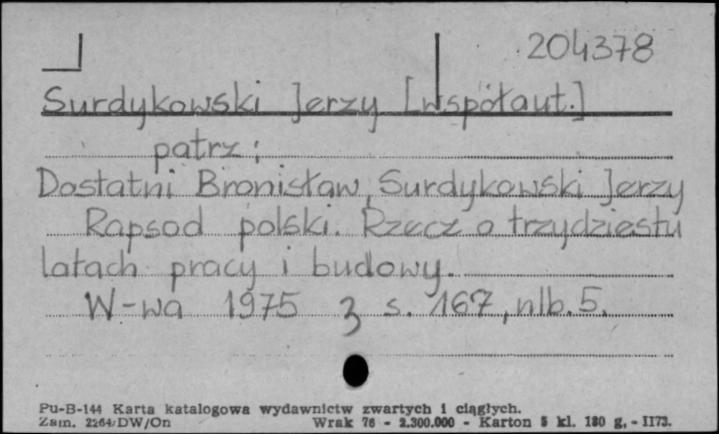 204378
Surdykowski Jerzy [współaut.]
patrz:
Dostatni Bronisław, Surdykowski Jerzy
Rapsod polski. Rzecz o trzydziestu
latach pracy i budowy.
W-wa 1975 3 s. 167, nlb. 5.
Pu-B-144 Karta katalogowa wydawnictw zwartych i ciągłych.
Zam. 2264/DW/On Wrak 76 - 2.300.000 - Karton 5 kl. 180 g. - II73.